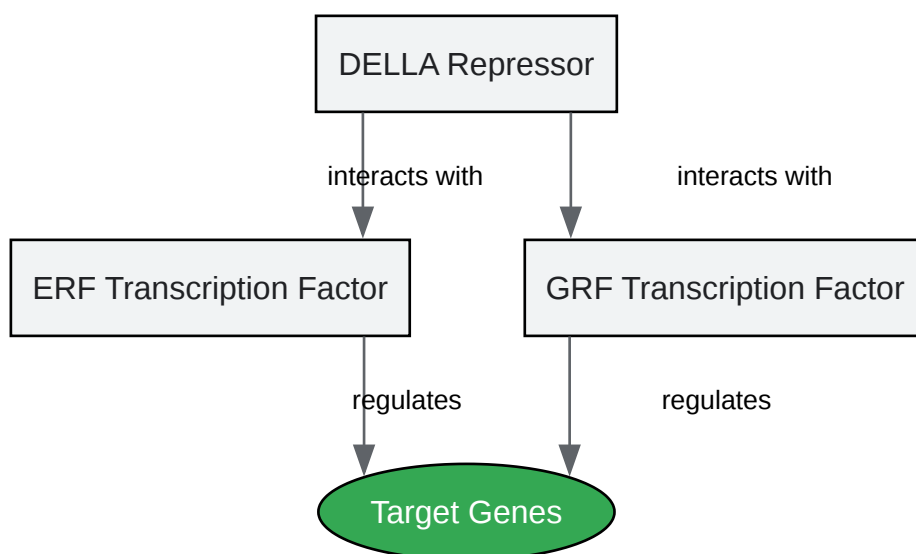 DELLA Repressor
interacts with
interacts with
ERF Transcription Factor
GRF Transcription Factor
regulates
regulates
Target Genes